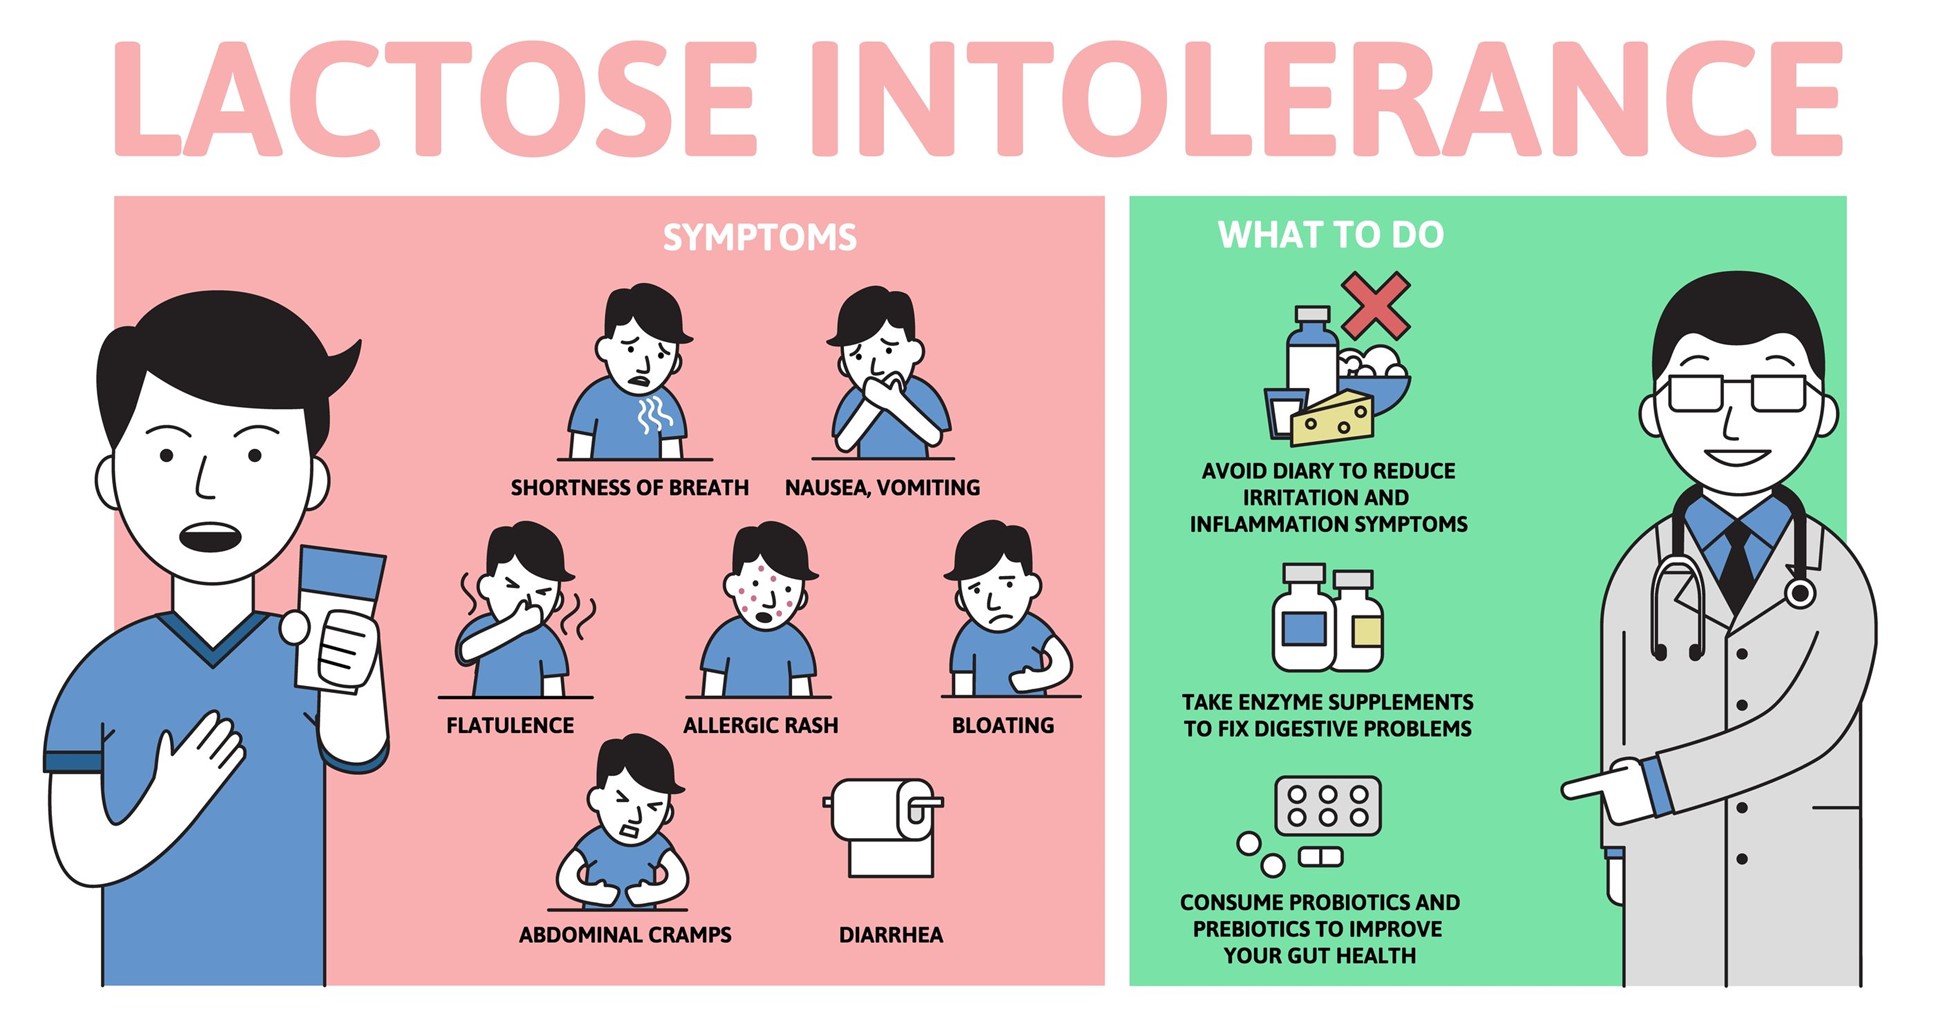 LACTOSE INTOLERANCE
SYMPTOMS
SHORTNESS OF BREATH
NAUSEA, VOMITING
FLATULENCE
ALLERGIC RASH
BLOATING
ABDOMINAL CRAMPS
DIARRHEA
WHAT TO DO
AVOID DIARY TO REDUCE
IRRITATION AND
INFLAMMATION SYMPTOMS
TAKE ENZYME SUPPLEMENTS
TO FIX DIGESTIVE PROBLEMS
CONSUME PROBIOTICS AND
PREBIOTICS TO IMPROVE
YOUR GUT HEALTH